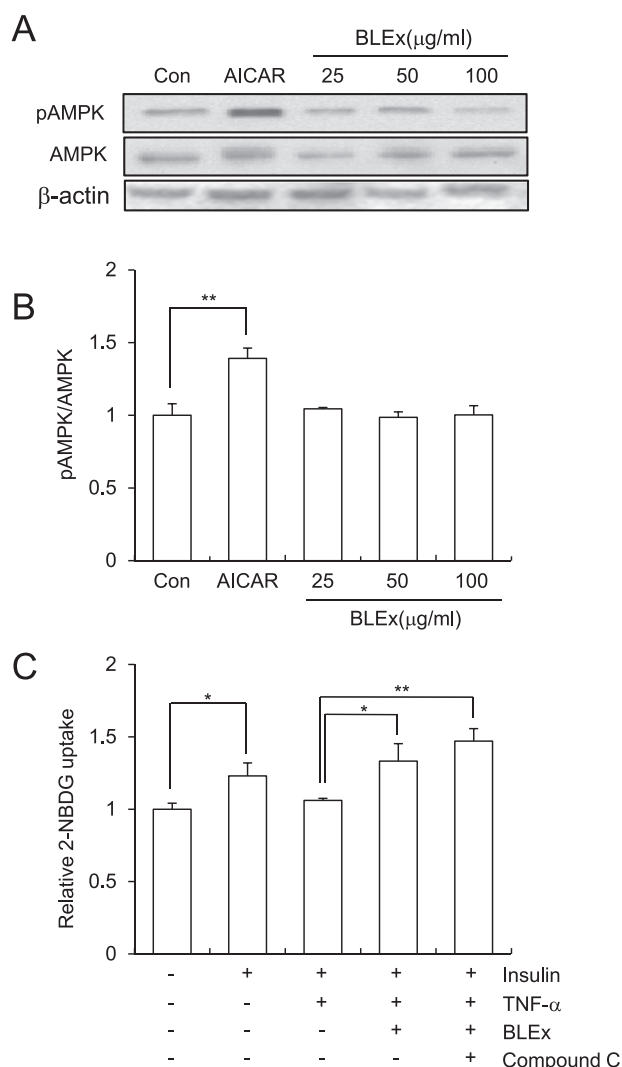 A
BLEx(μg/ml)
Con AICAR 25 50 100
pAMPK
AMPK
β-actin
B
2
**
1.5
1
0.5
0
pAMPK/AMPK
Con AICAR 25 50 100
BLEx(μg/ml)
C
2
**
*
*
1.5
1
0.5
0
Relative 2-NBDG uptake
- + + + + Insulin
- - + + + TNF-α
- - - + + BLEx
- - - - + Compound C